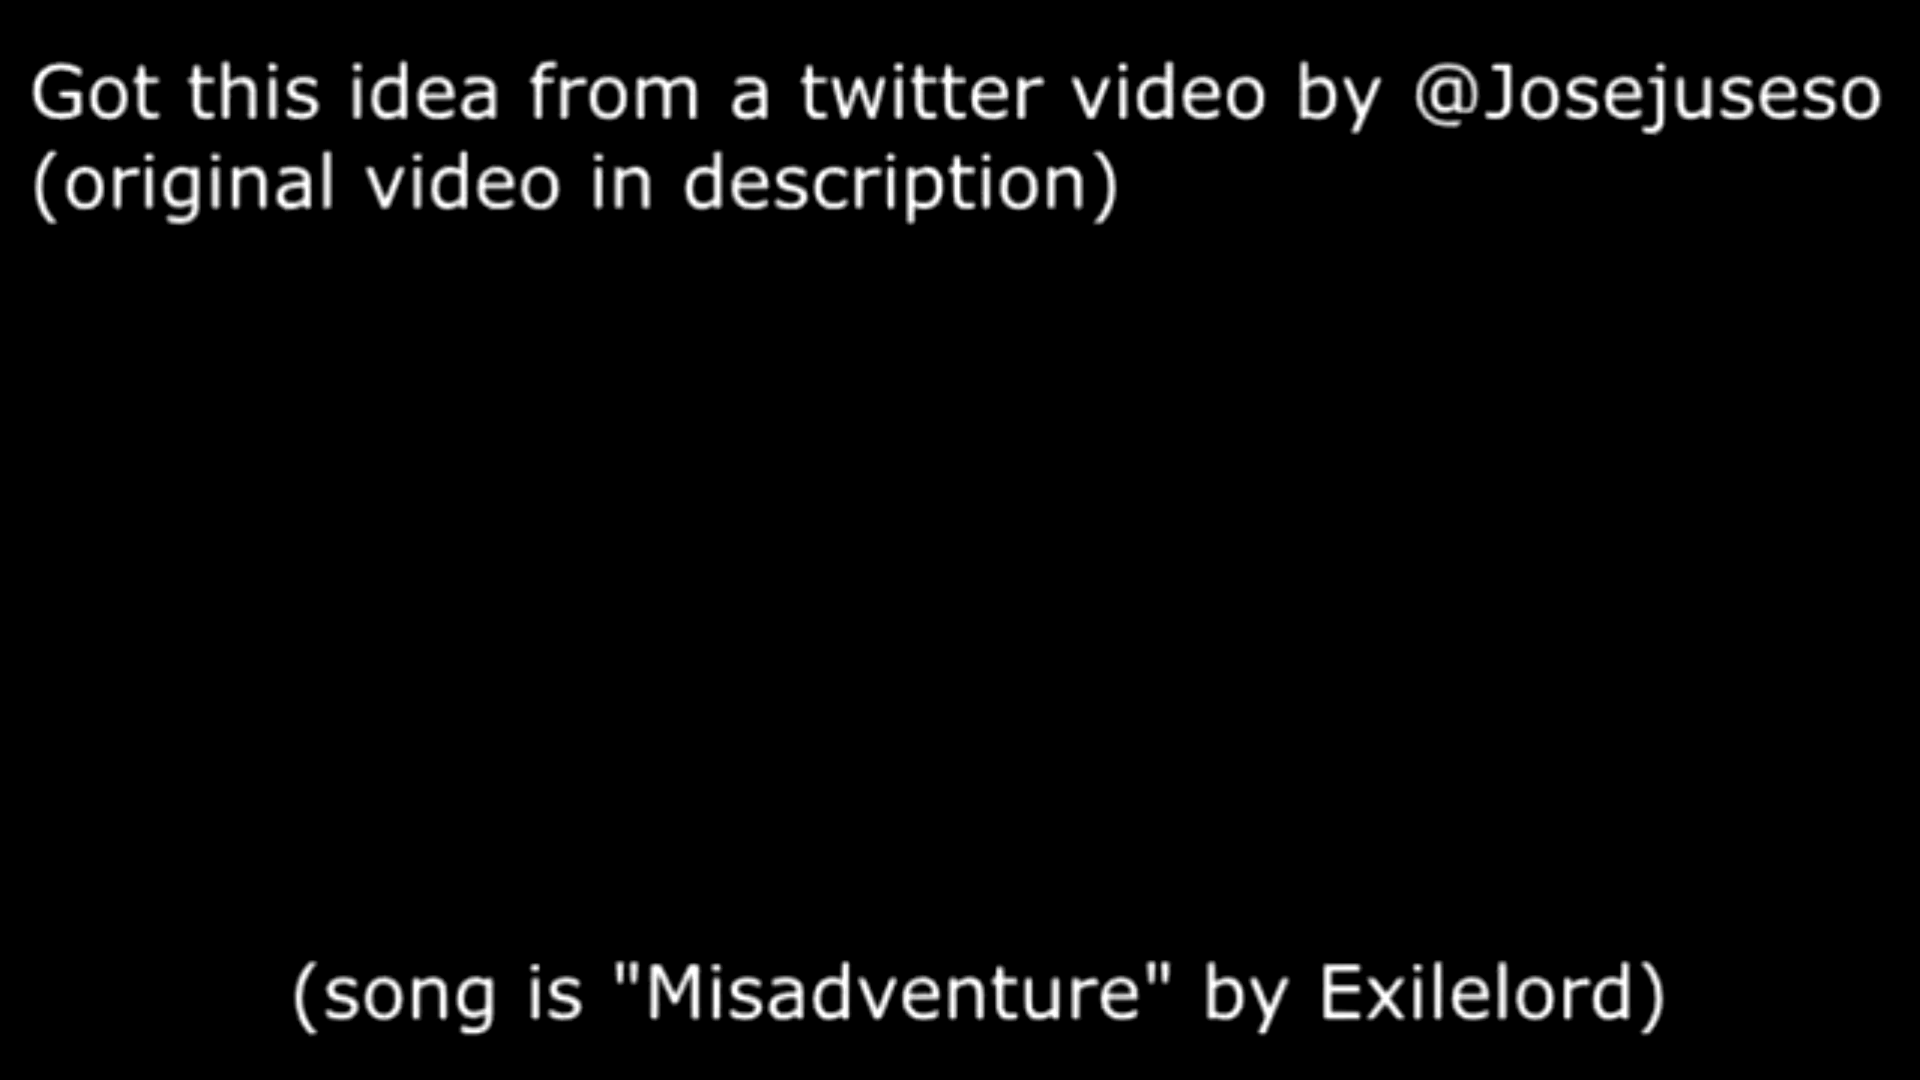 Got this idea from a twitter video by @Josejuseso
(original video in description)
(song is "Misadventure" by Exilelord)